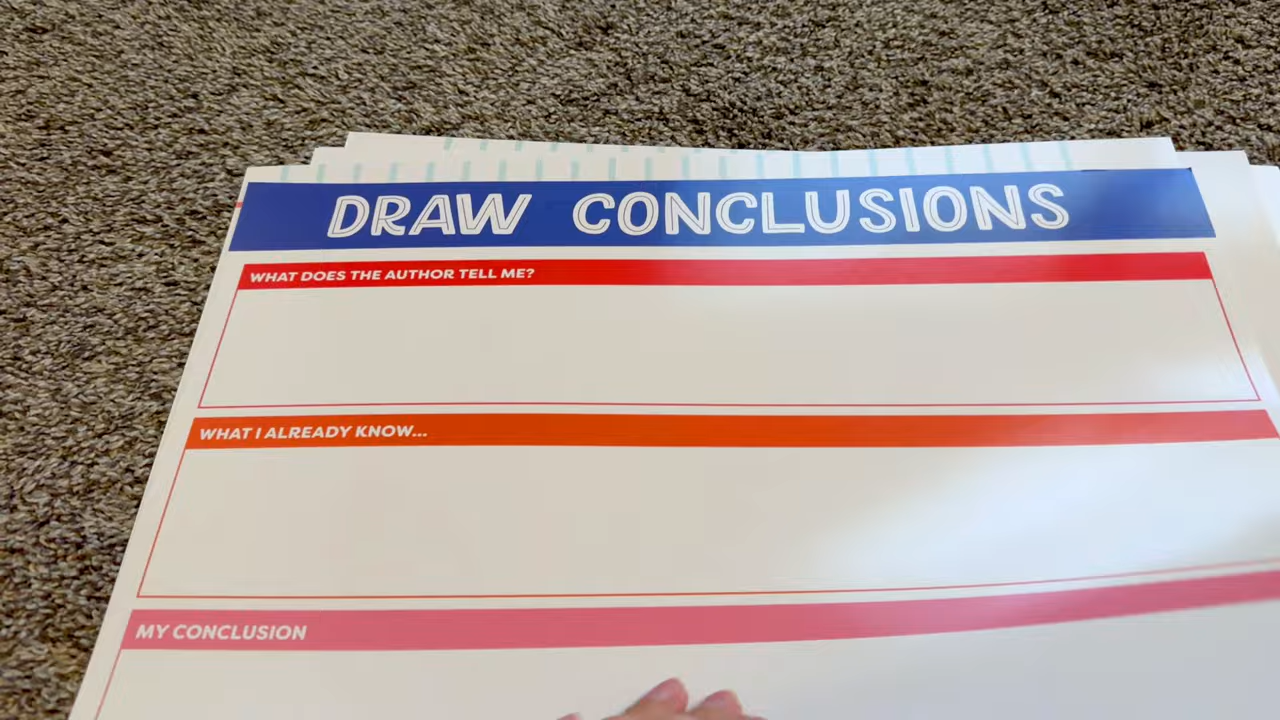 DRAW CONCLUSIONS
WHAT DOES THE AUTHOR TELL ME?
WHAT I ALREADY KNOW...
MY CONCLUSION